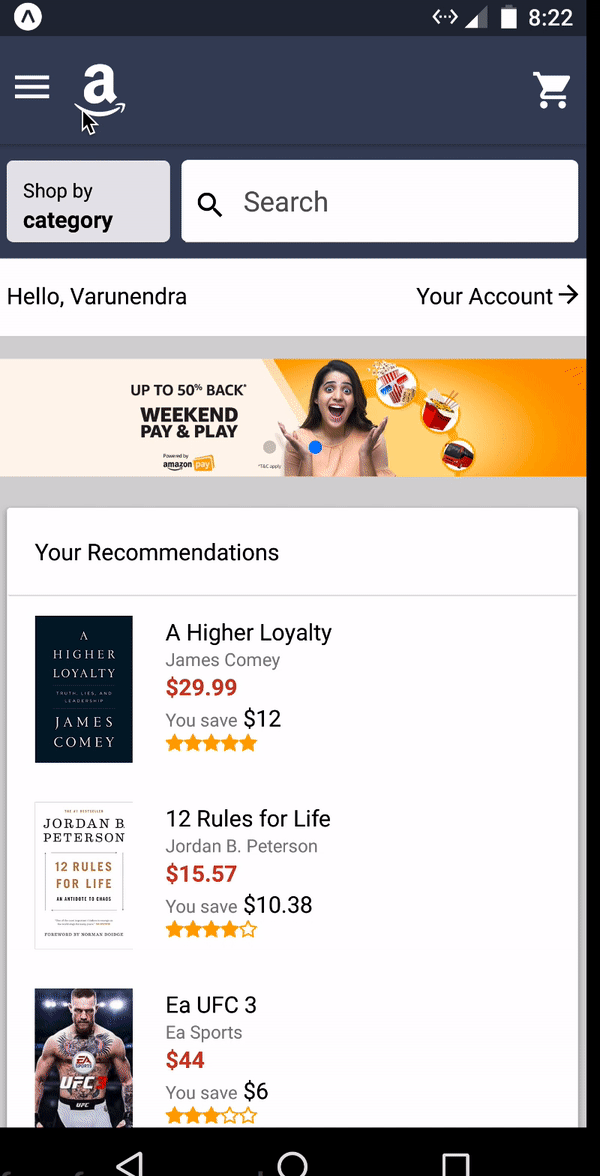 8:22
a
Shop by
category
Search
Hello, Varunendra
Your Account
UP TO 50% BACK*
WEEKEND
PAY & PLAY
Powered by
amazon pay
*T&C apply
Your Recommendations
A
HIGHER
LOYALTY
TRUTH, LIES, AND
LEADERSHIP
JAMES
COMEY
A Higher Loyalty
James Comey
$29.99
You save $12
THE #1 BESTSELLER
JORDAN B
PETERSON
12 RULES
FOR LIFE
AN ANTIDOTE TO CHAOS
FOREWORD BY NORMAN DOIDGE
12 Rules for Life
Jordan B. Peterson
$15.57
You save $10.38
EA
SPORTS
UFC 3
UFC
Ea UFC 3
Ea Sports
$44
You save $6